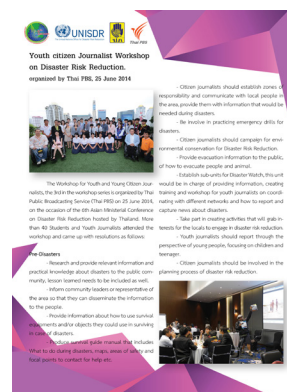 UNISDR
Thai PBS
Youth citizen Journalist Workshop
on Disaster Risk Reduction.
organized by Thai PBS, 25 June 2014
The Workshop for Youth and Young Citizen Jour-
nalists, the 3rd in the workshop series is organized by Thai
Public Broadcasting Service (Thai PBS) on 25 June 2014,
on the occasion of the 6th Asian Ministerial Conference
on Disaster Risk Reduction hosted by Thailand. More
than 40 Students and Youth Journalists attended the
workshop and came up with resolutions as follows:
Pre-Disasters
- Research and provide relevant information and
practical knowledge about disasters to the public com-
munity, lesson learned needs to be included as well.
- Inform community leaders or representative of
the area so that they can disseminate the information
to the people.
- Provide information about how to use survival
equipments and/or objects they could use in surviving
in case of disasters.
- Produce survival guide manual that includes
What to do during disasters, maps, areas of safety and
focal points to contact for help etc.
- Citizen journalists should establish zones of
responsibility and communicate with local people in
the area, provide them with information that would be
needed during disasters.
- Be involve in practicing emergency drills for
disasters.
- Citizen journalists should campaign for envi-
ronmental conservation for Disaster Risk Reduction.
- Provide evacuation information to the public,
of how to evacuate people and animal.
- Establish sub-units for Disaster Watch, this unit
would be in charge of providing information, creating
training and workshop for youth journalists on coordi-
nating with different networks and how to report and
capture news about disasters.
- Take part in creating activities that will grab in-
terests for the locals to engage in disaster risk reduction.
- Youth journalists should report through the
perspective of young people, focusing on children and
teenager.
- Citizen journalists should be involved in the
planning process of disaster risk reduction.